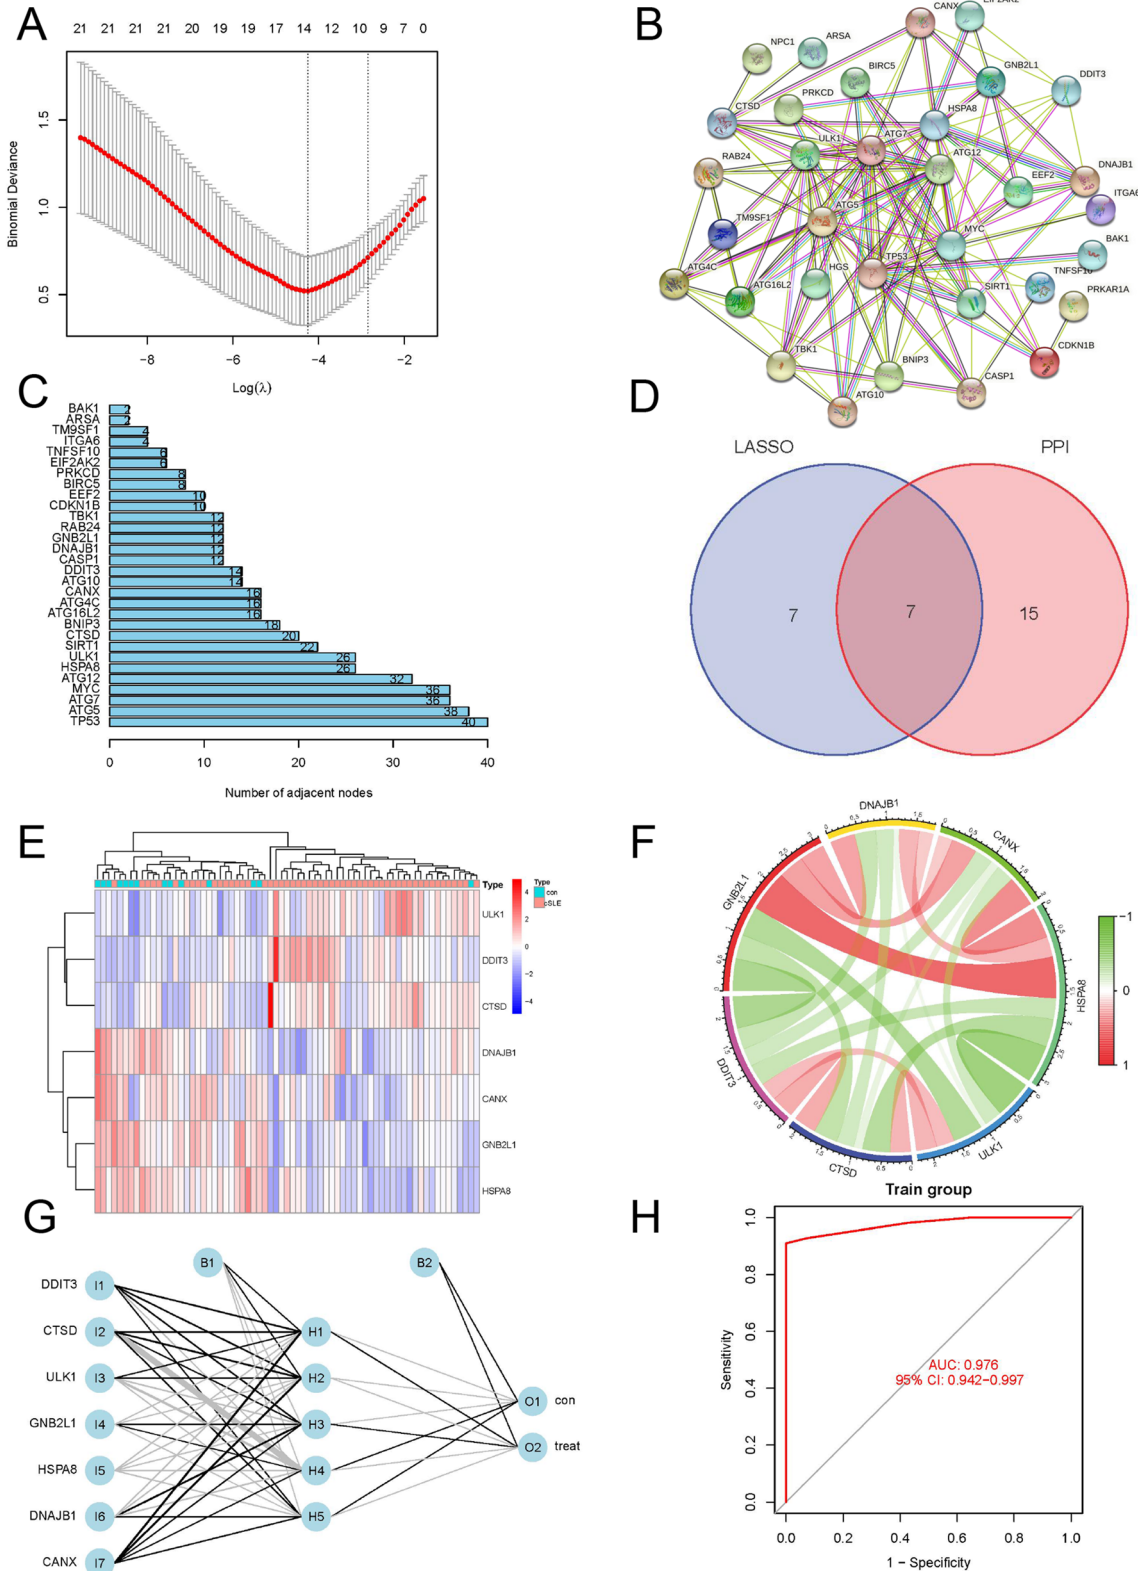 A
21 21 21 21 20 19 19 17 14 12 10 9 7 0
Binomial Deviance
1.5
1.0
0.5
−8 −6 −4 −2
Log(λ)
B
CANX
EIF2AK2
NPC1
ARSA
BIRC5
GNB2L1
DDIT3
PRKCD
CTSD
HSPA8
ULK1
ATG7
ATG12
RAB24
DNAJB1
EEF2
ITGA6
ATG5
TM9SF1
MYC
BAK1
TP53
ATG4C
HGS
TNFSF10
ATG16L2
SIRT1
PRKAR1A
CDKN1B
TBK1
BNIP3
CASP1
ATG10
C
BAK1 2
ARSA 2
TM9SF1 4
ITGA6 4
TNFSF10 6
EIF2AK2 6
PRKCD 8
BIRC5 8
EEF2 10
CDKN1B 10
TBK1 12
RAB24 12
GNB2L1 12
DNAJB1 12
CASP1 12
DDIT3 14
ATG10 14
CANX 16
ATG4C 16
ATG16L2 16
BNIP3 18
CTSD 20
SIRT1 22
ULK1 26
HSPA8 26
ATG12 32
MYC 36
ATG7 36
ATG5 38
TP53 40
0 10 20 30 40
Number of adjacent nodes
D
LASSO PPI
7 7 15
E
Type
Type
con
cSLE
4
2
0
−2
−4
ULK1
DDIT3
CTSD
DNAJB1
CANX
GNB2L1
HSPA8
F
DNAJB1
CANX
GNB2L1
HSPA8
DDIT3
CTSD
ULK1
−1
0
1
G
B1 B2
DDIT3 I1
CTSD I2
ULK1 I3
GNB2L1 I4
HSPA8 I5
DNAJB1 I6
CANX I7
H1
H2
H3
H4
H5
O1 con
O2 treat
H
Train group
Sensitivity
1.0
0.8
0.6
0.4
0.2
0.0
AUC: 0.976
95% CI: 0.942−0.997
0.0 0.2 0.4 0.6 0.8 1.0
1 − Specificity